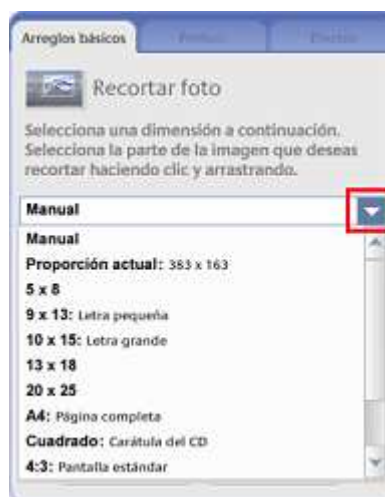 Arreglos básicos
Recortar foto
Selecciona una dimensión a continuación.
Selecciona la parte de la imagen que deseas
recortar haciendo clic y arrastrando.
Manual
Manual
Proporción actual: 383 x 163
5 x 8
9 x 13: Letra pequeña
10 x 15: Letra grande
13 x 18
20 x 25
A4: Página completa
Cuadrado: Carátula del CD
4:3: Pantalla estándar